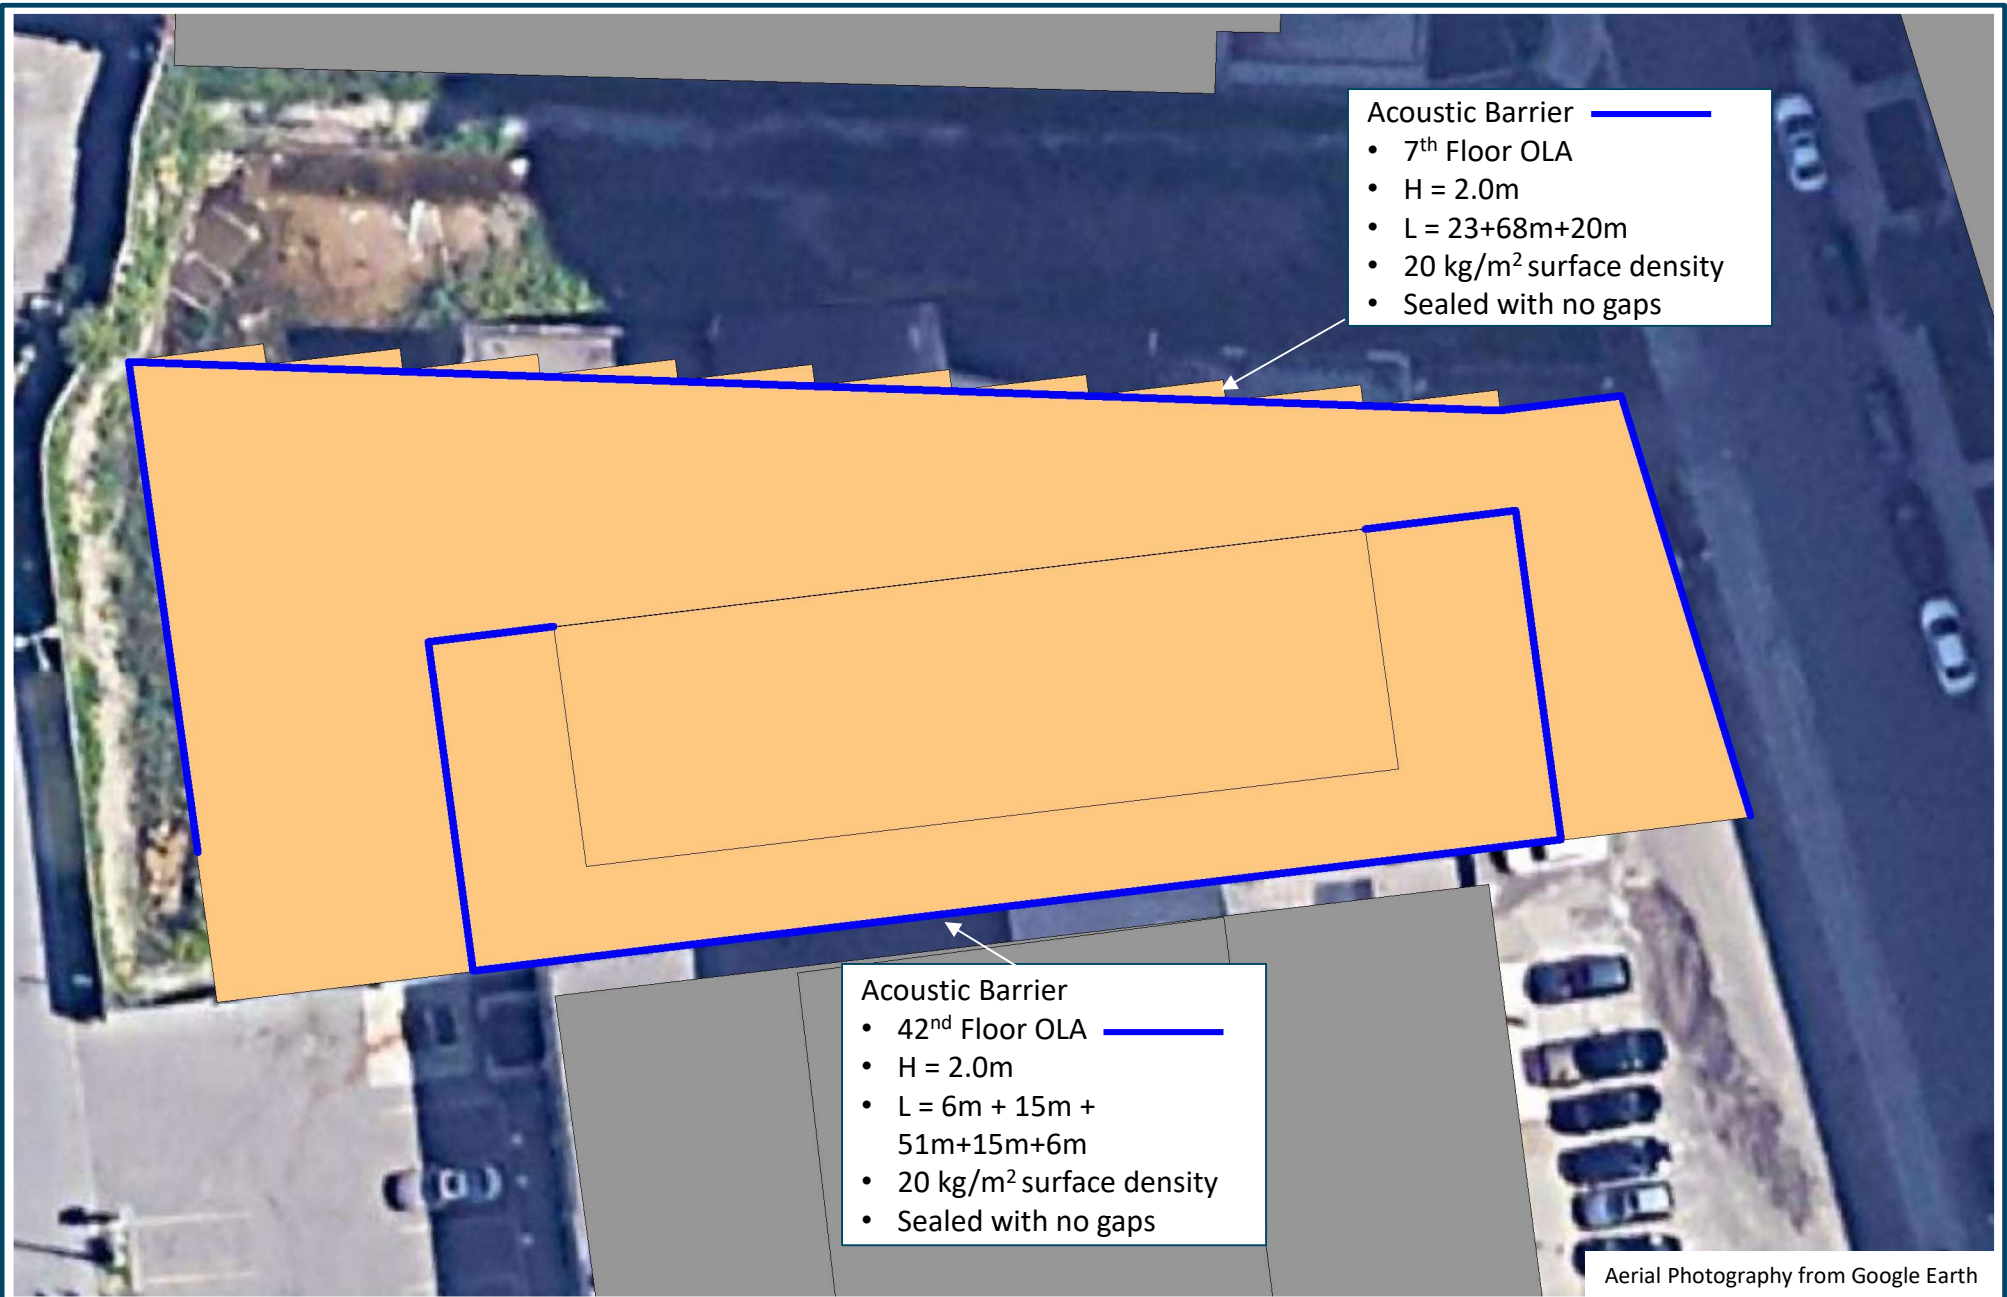 Acoustic Barrier
• 7th Floor OLA
• H = 2.0m
• L = 23+68m+20m
• 20 kg/m² surface density
• Sealed with no gaps
Acoustic Barrier
• 42nd Floor OLA
• H = 2.0m
• L = 6m + 15m +
51m+15m+6m
• 20 kg/m² surface density
• Sealed with no gaps
Aerial Photography from Google Earth